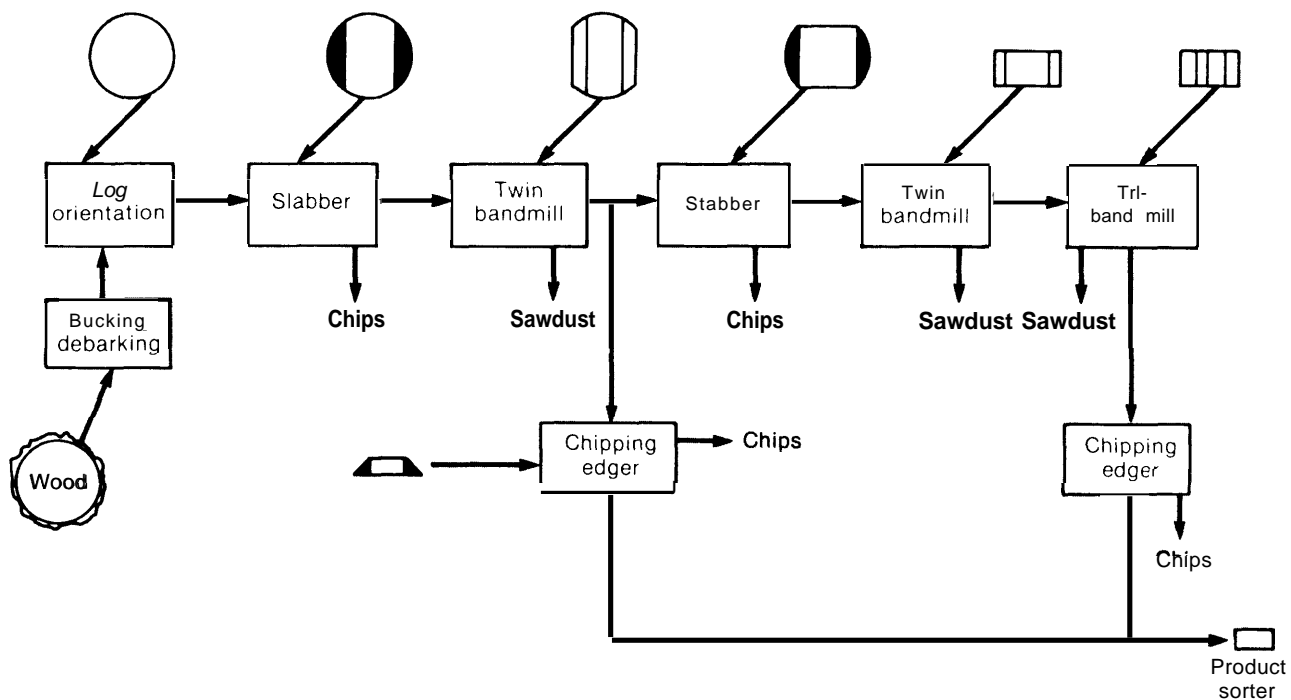 Log
orientation
Slabber
Twin
bandmill
Stabber
Twin
bandmill
Trl-
band mill
Bucking
debarking
Chips
Sawdust
Chips
Sawdust Sawdust
Wood
Chipping
edger
Chips
Chipping
edger
Chips
Product
sorter